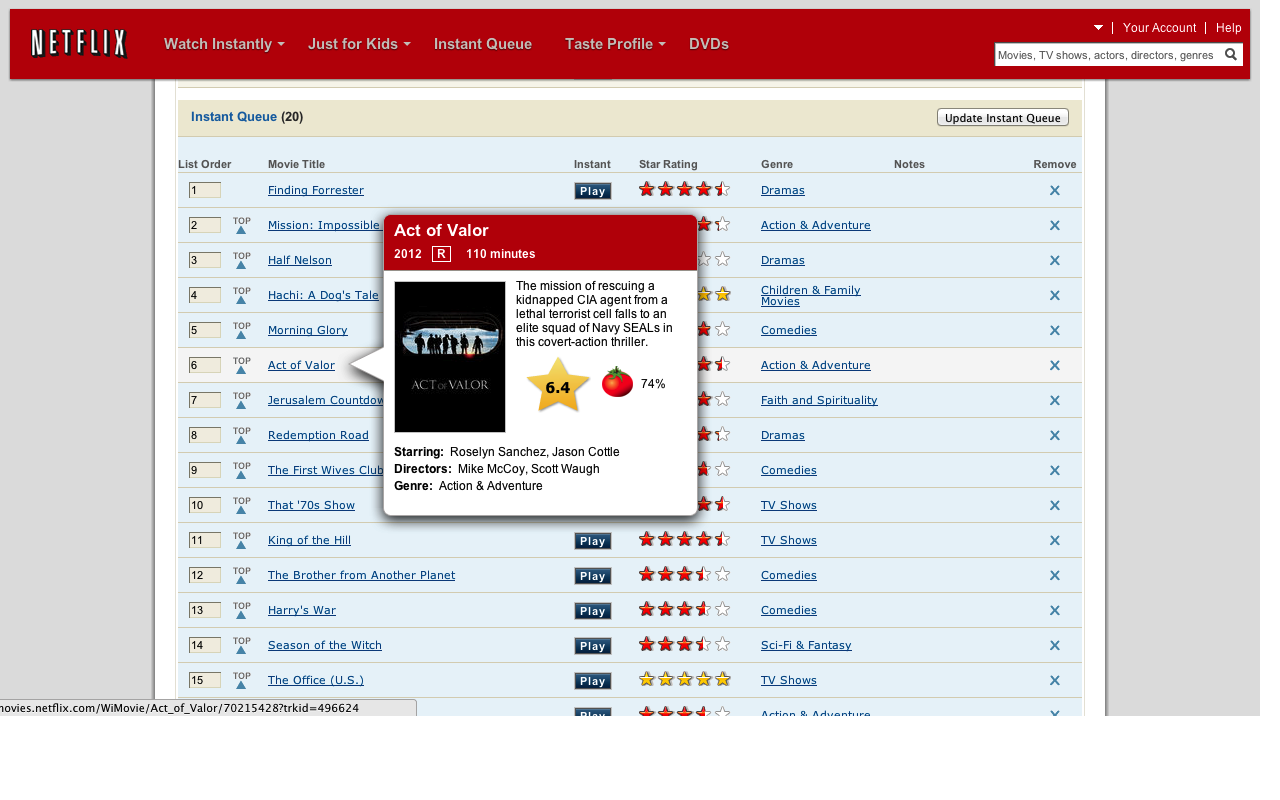 NETFLIX Watch Instantly Just for Kids Instant Queue Taste Profile DVDs Your Account Help
Movies, TV shows, actors, directors, genres
Instant Queue (20) Update Instant Queue
List Order Movie Title Instant Star Rating Genre Notes Remove
1 Finding Forrester Play Dramas X
2 TOP Mission: Impossible Action & Adventure X
3 TOP Half Nelson Dramas X
4 TOP Hachi: A Dog's Tale Children & Family Movies X
5 TOP Morning Glory Comedies X
6 TOP Act of Valor Action & Adventure X
7 TOP Jerusalem Countdow Faith and Spirituality X
8 TOP Redemption Road Dramas X
9 TOP The First Wives Club Comedies X
10 TOP That '70s Show TV Shows X
11 TOP King of the Hill Play TV Shows X
12 TOP The Brother from Another Planet Play Comedies X
13 TOP Harry's War Play Comedies X
14 TOP Season of the Witch Play Sci-Fi & Fantasy X
15 TOP The Office (U.S.) Play TV Shows X
Play Action & Adventure X
Act of Valor
2012 R 110 minutes
The mission of rescuing a
kidnapped CIA agent from a
lethal terrorist cell falls to an
elite squad of Navy SEALs in
this covert-action thriller.
ACT OF VALOR
6.4 74%
Starring: Roselyn Sanchez, Jason Cottle
Directors: Mike McCoy, Scott Waugh
Genre: Action & Adventure
movies.netflix.com/WiMovie/Act_of_Valor/70215428?trkid=496624